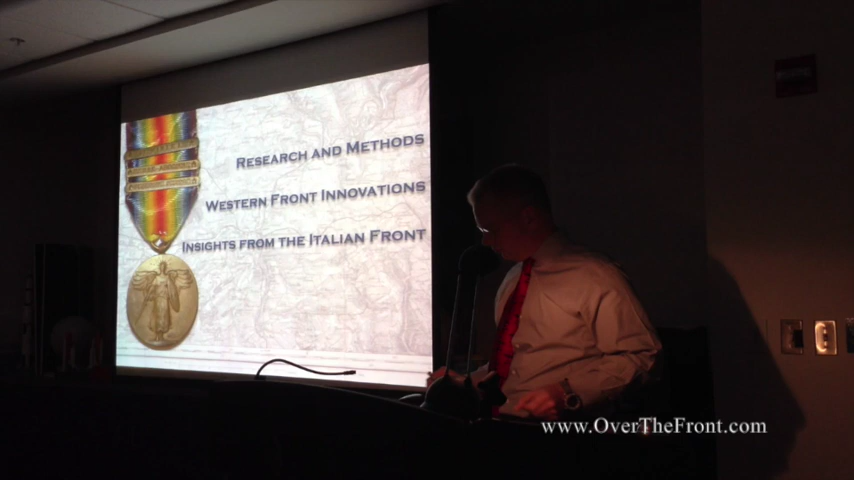 Research and Methods
Western Front Innovations
Insights from the Italian Front
www.OverTheFront.com